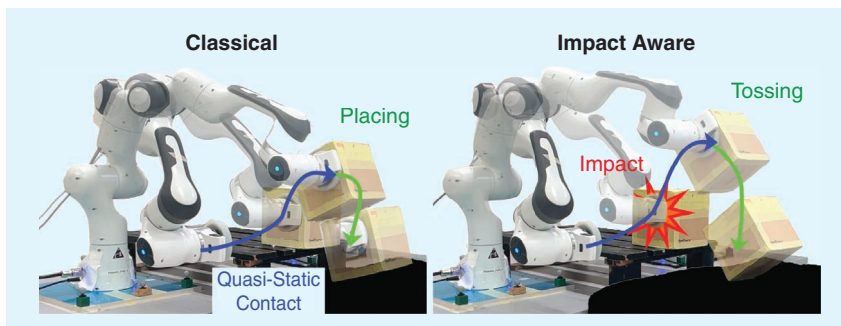 Classical
Impact Aware
Placing
Tossing
Impact
Quasi-Static
Contact